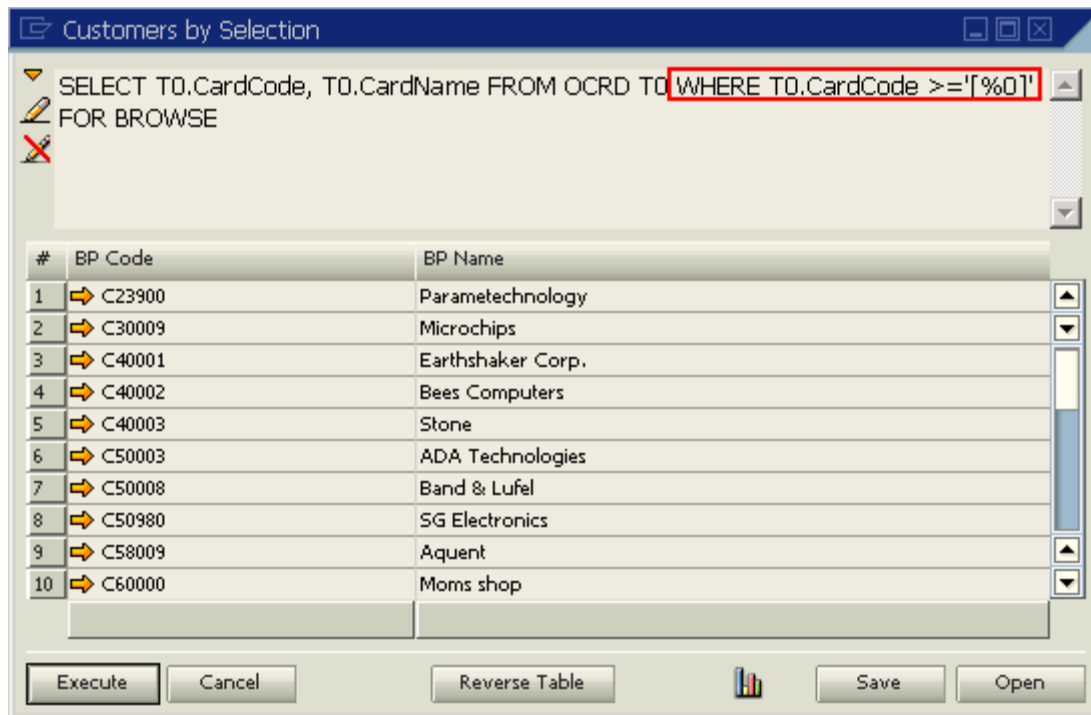 Customers by Selection
SELECT T0.CardCode, T0.CardName FROM OCRD T0 WHERE T0.CardCode >='[%0]'
FOR BROWSE
# BP Code BP Name
1 C23900 Parametechnology
2 C30009 Microchips
3 C40001 Earthshaker Corp.
4 C40002 Bees Computers
5 C40003 Stone
6 C50003 ADA Technologies
7 C50008 Band & Lufel
8 C50980 SG Electronics
9 C58009 Aquent
10 C60000 Moms shop
Execute Cancel Reverse Table Save Open